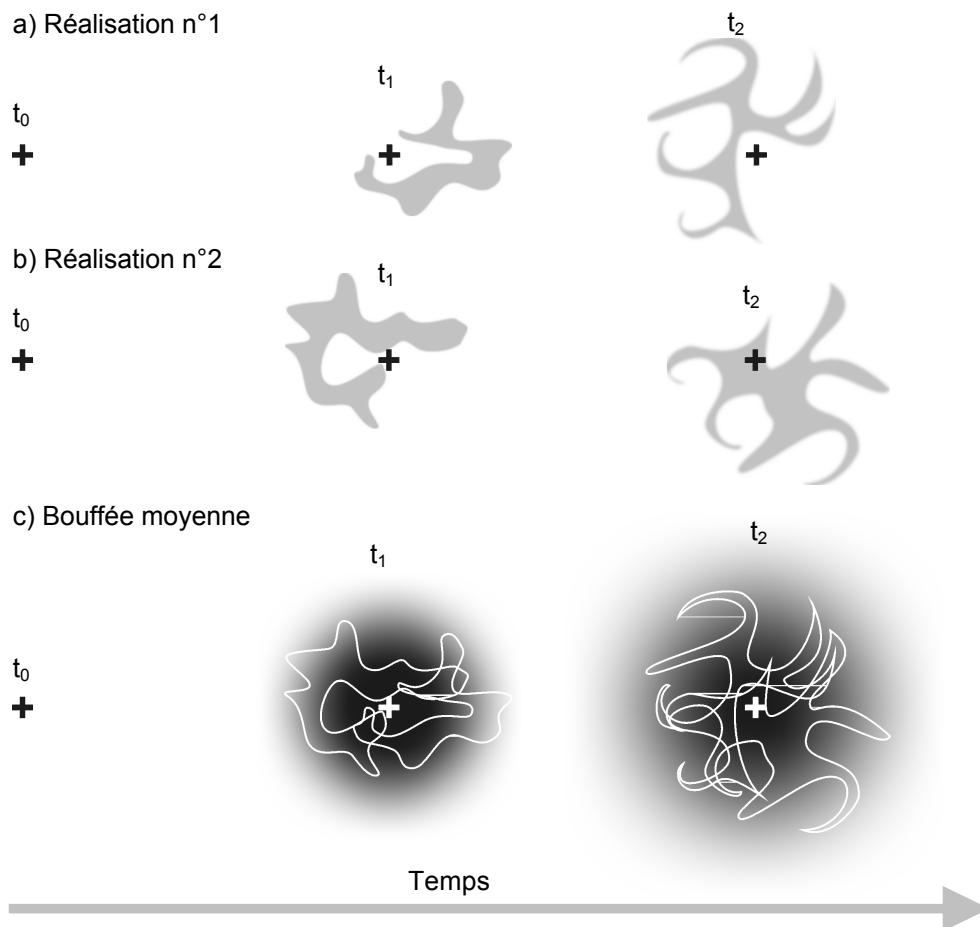 a) Réalisation n°1
t₂
t₁
t₀
b) Réalisation n°2
t₁
t₂
t₀
c) Bouffée moyenne
t₂
t₁
t₀
Temps